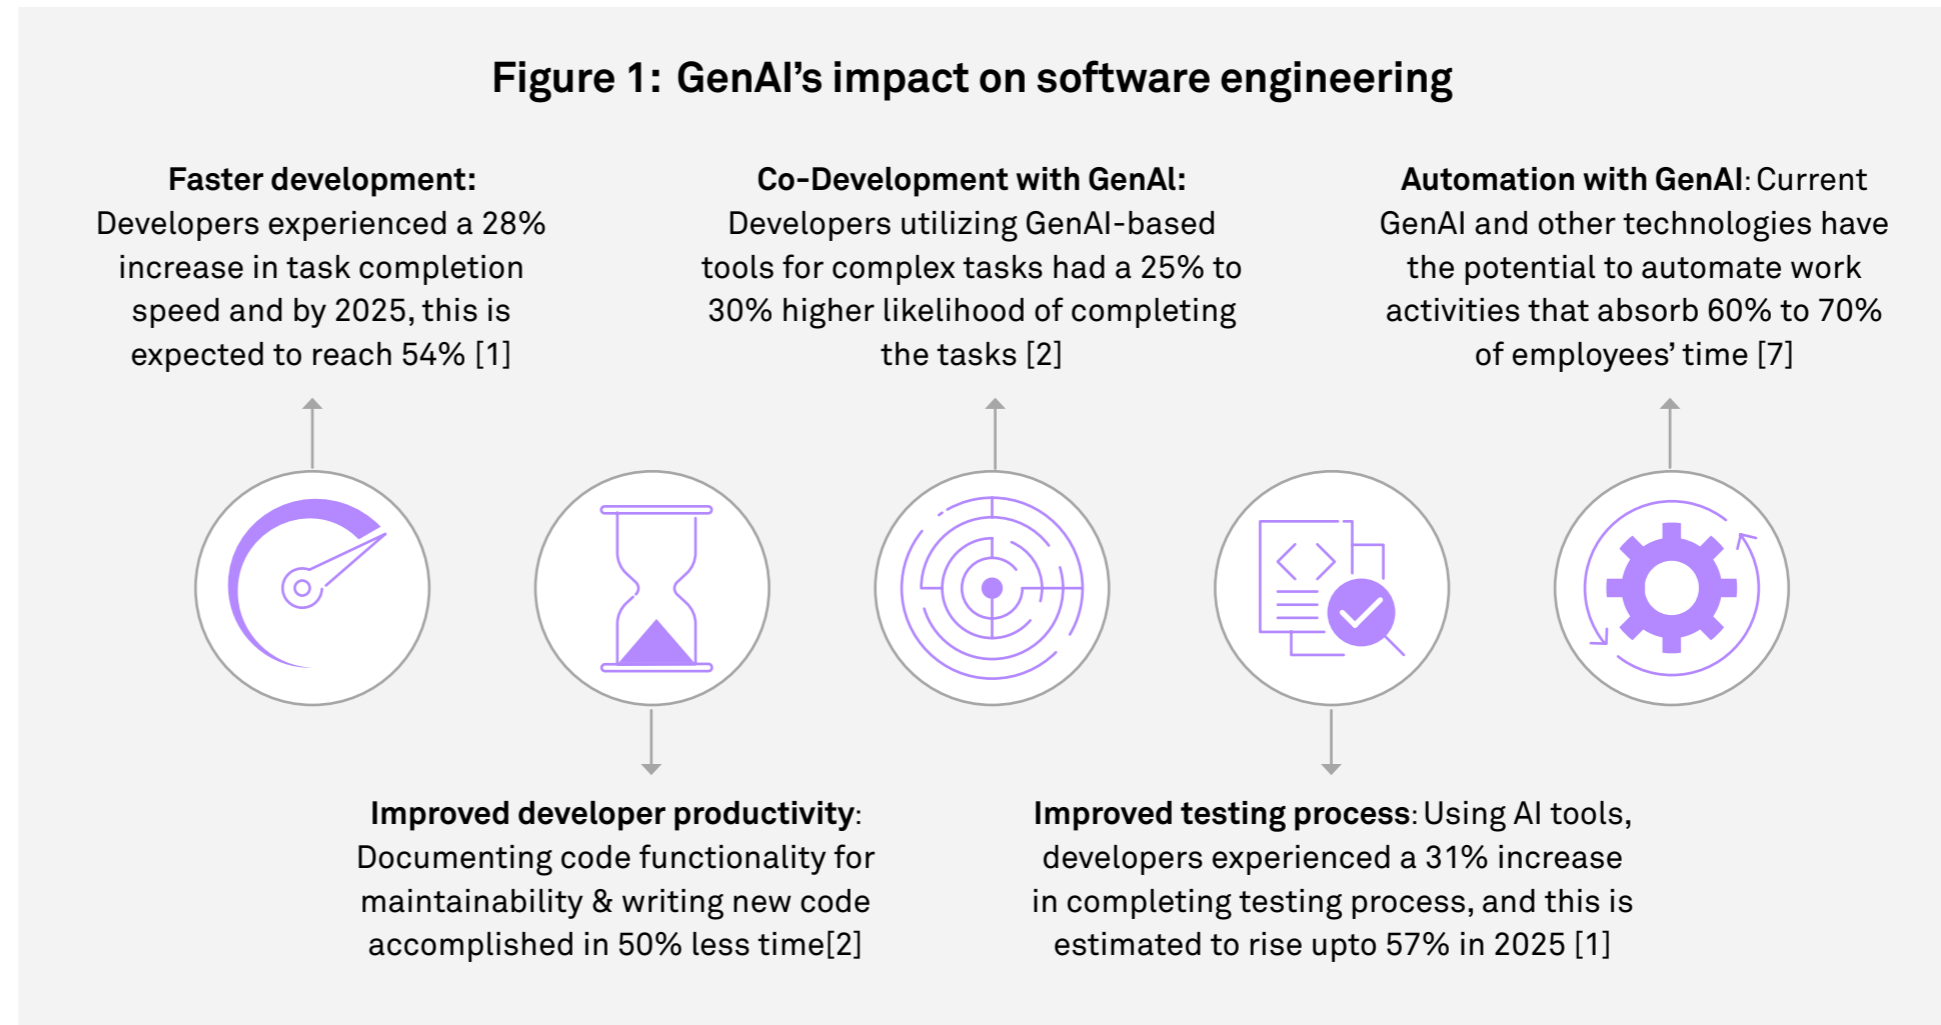 Figure 1: GenAI’s impact on software engineering
Faster development:
Developers experienced a 28%
increase in task completion
speed and by 2025, this is
expected to reach 54% [1]
Co-Development with GenAl:
Developers utilizing GenAI-based
tools for complex tasks had a 25% to
30% higher likelihood of completing
the tasks [2]
Automation with GenAI: Current
GenAI and other technologies have
the potential to automate work
activities that absorb 60% to 70%
of employees’ time [7]
Improved developer productivity:
Documenting code functionality for
maintainability & writing new code
accomplished in 50% less time[2]
Improved testing process: Using AI tools,
developers experienced a 31% increase
in completing testing process, and this is
estimated to rise upto 57% in 2025 [1]